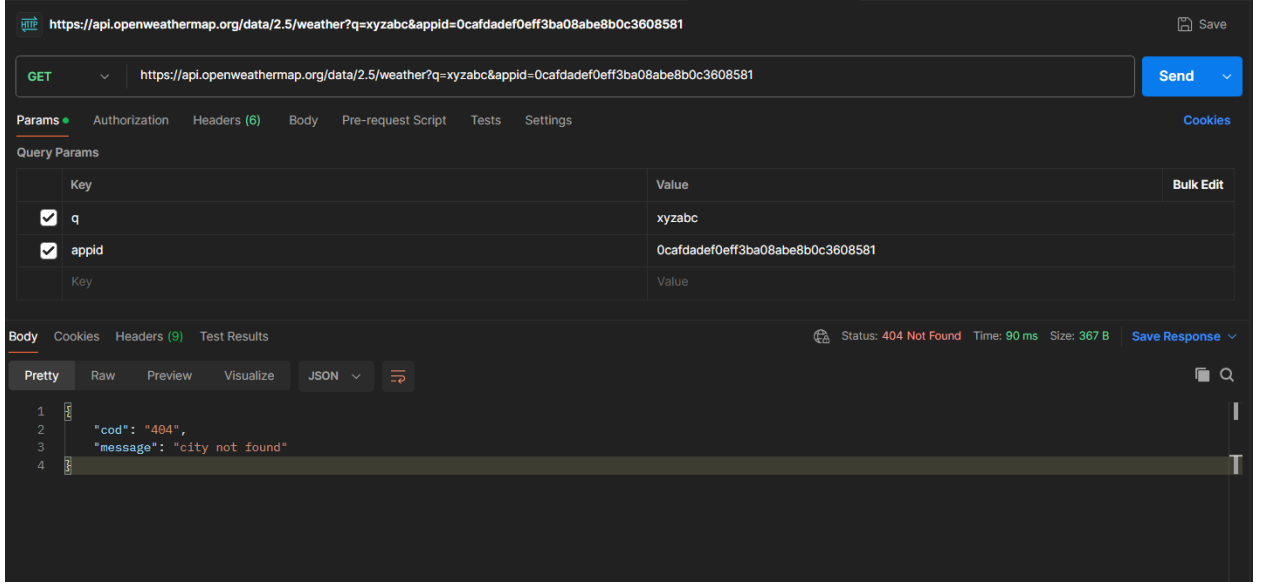 HTTP https://api.openweathermap.org/data/2.5/weather?q=xyzabc&appid=0cafdadef0eff3ba08abe8b0c3608581 Save
GET https://api.openweathermap.org/data/2.5/weather?q=xyzabc&appid=0cafdadef0eff3ba08abe8b0c3608581 Send
Params Authorization Headers (6) Body Pre-request Script Tests Settings Cookies
Query Params
Key Value Bulk Edit
q xyzabc
appid 0cafdadef0eff3ba08abe8b0c3608581
Key Value
Body Cookies Headers (9) Test Results Status: 404 Not Found Time: 90 ms Size: 367 B Save Response
Pretty Raw Preview Visualize JSON
1 {
2 "cod": "404",
3 "message": "city not found"
4 }